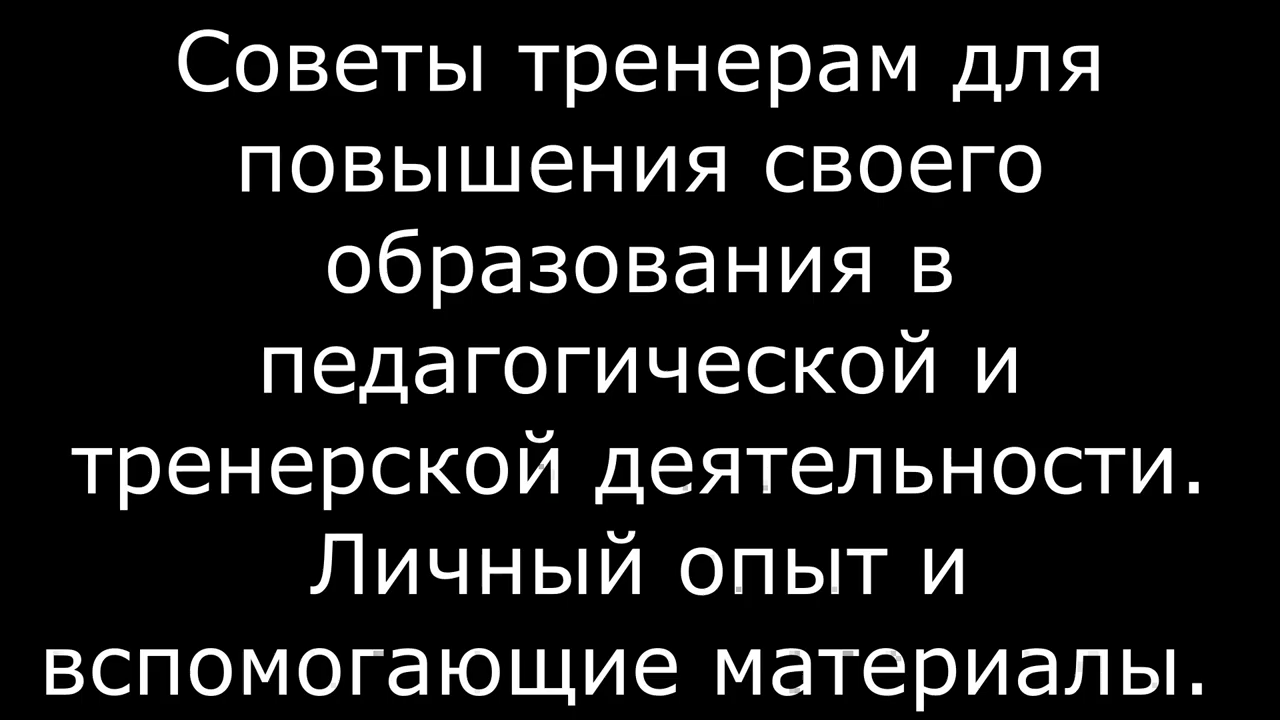 Советы тренерам для
повышения своего
образования в
педагогической и
тренерской деятельности.
Личный опыт и
вспомогающие материалы.